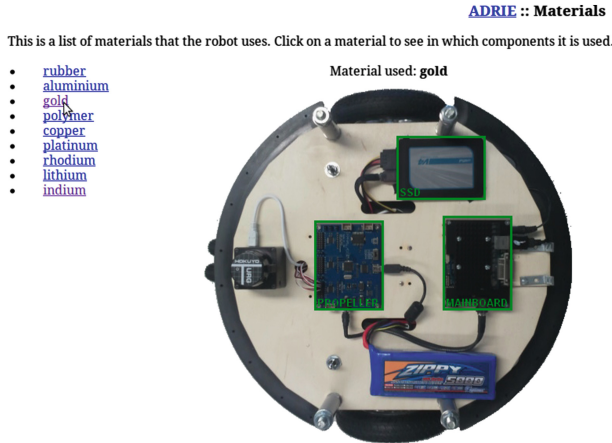 ADRIE :: Materials
This is a list of materials that the robot uses. Click on a material to see in which components it is used.
rubber
aluminium
gold
polymer
copper
platinum
rhodium
lithium
indium
Material used: gold
SSD
HOKUYO
URG
PROPELLER
MAINBOARD
ZIPPY
5000